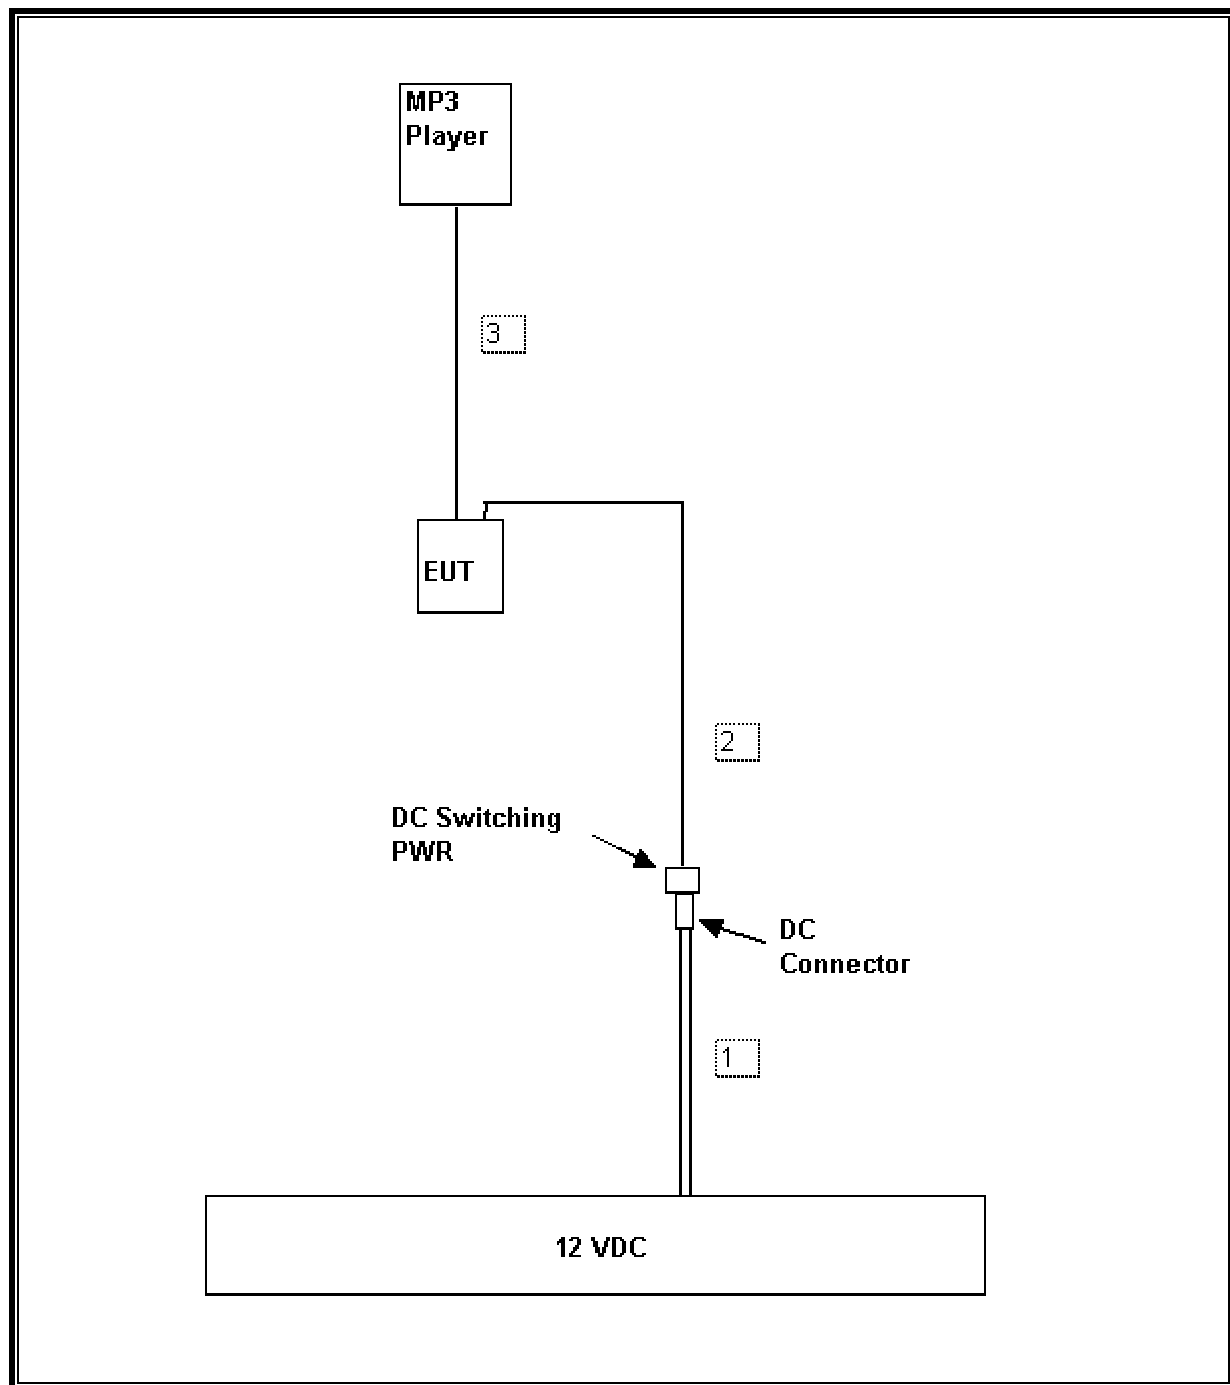 MP3
Player
3
EUT
2
DC Switching
PWR
DC
Connector
1
12 VDC